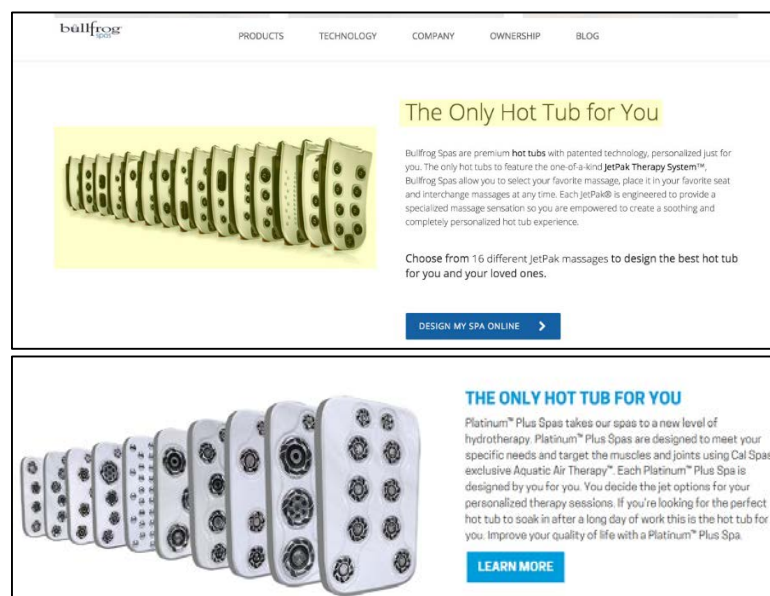 bullfrog
spas
PRODUCTS TECHNOLOGY COMPANY OWNERSHIP BLOG
The Only Hot Tub for You
Bullfrog Spas are premium hot tubs with patented technology, personalized just for
you. The only hot tubs to feature the one-of-a-kind JetPak Therapy System™,
Bullfrog Spas allow you to select your favorite massage, place it in your favorite seat
and interchange massages at any time. Each JetPak® is engineered to provide a
specialized massage sensation so you are empowered to create a soothing and
completely personalized hot tub experience.
Choose from 16 different JetPak massages to design the best hot tub
for you and your loved ones.
DESIGN MY SPA ONLINE
THE ONLY HOT TUB FOR YOU
Platinum™ Plus Spas takes our spas to a new level of
hydrotherapy. Platinum™ Plus Spas are designed to meet your
specific needs and target the muscles and joints using Cal Spas
exclusive Aquatic Air Therapy™. Each Platinum™ Plus Spa is
designed by you for you. You decide the jet options for your
personalized therapy sessions. If you're looking for the perfect
hot tub to soak in after a long day of work this is the hot tub for
you. Improve your quality of life with a Platinum™ Plus Spa.
LEARN MORE